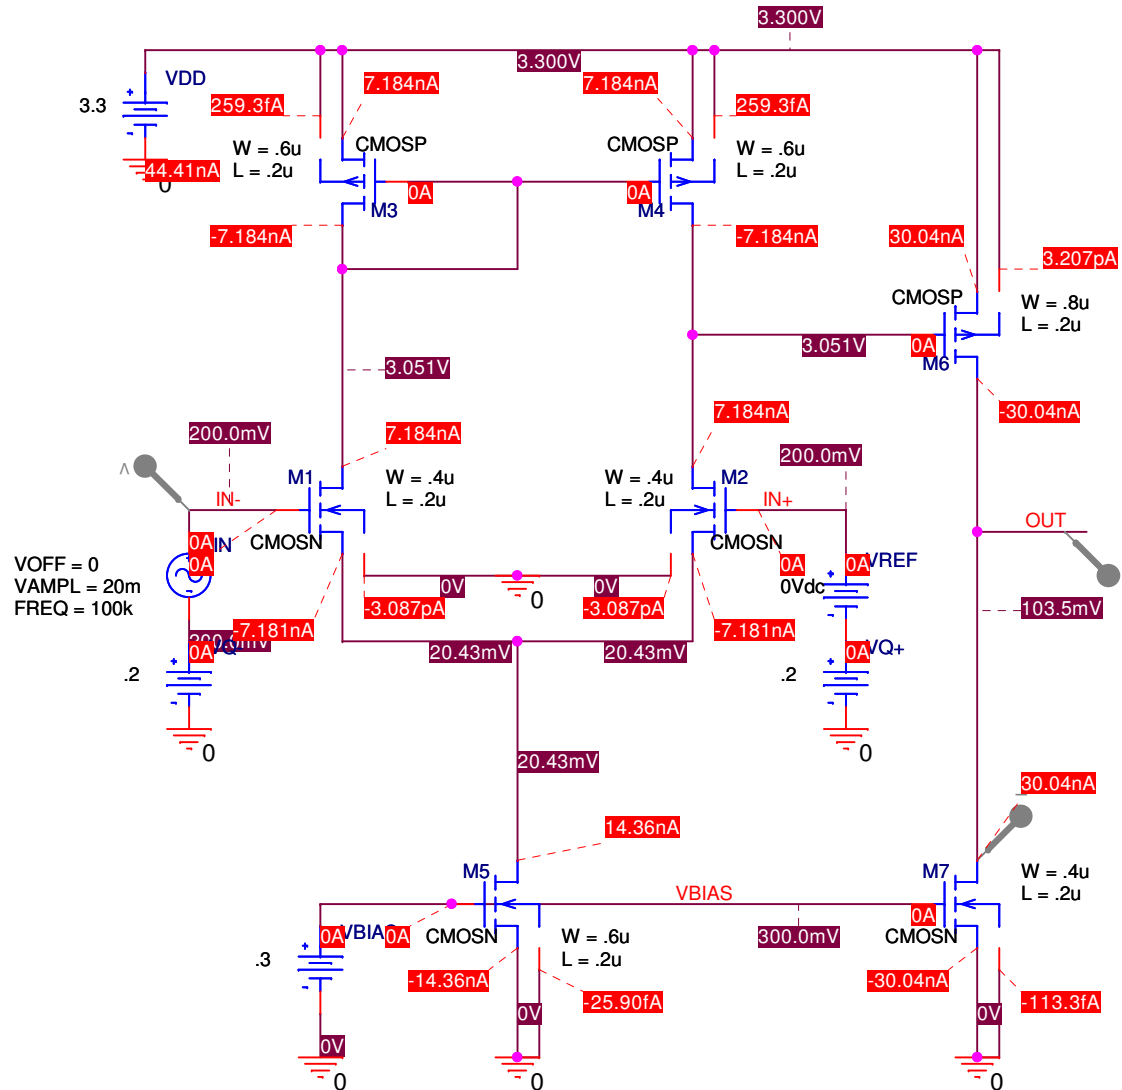 3.300V
3.300V
VDD
7.184nA
7.184nA
3.3
259.3fA
259.3fA
CMOSP
CMOSP
W = .6u
L = .2u
W = .6u
L = .2u
44.41nA
0
0A
0A
M3
M4
-7.184nA
-7.184nA
30.04nA
3.207pA
CMOSP
W = .8u
L = .2u
3.051V
0A
M6
3.051V
-30.04nA
200.0mV
7.184nA
7.184nA
200.0mV
V
M1
W = .4u
L = .2u
W = .4u
L = .2u
M2
IN-
IN+
OUT
CMOSN
CMOSN
0A
IN
0A
VOFF = 0
VAMPL = 20m
FREQ = 100k
0A
0Vdc
0A
VREF
0V
0V
0
-3.087pA
-3.087pA
103.5mV
-7.181nA
-7.181nA
0A
20.43mV
20.43mV
0A
VQ+
.2
.2
0
0
20.43mV
30.04nA
14.36nA
M5
M7
W = .4u
L = .2u
VBIAS
0A
CMOSN
CMOSN
0A
VBIAS
0A
W = .6u
L = .2u
300.0mV
.3
-14.36nA
-30.04nA
-25.90fA
-113.3fA
0V
0V
0V
0
0
0